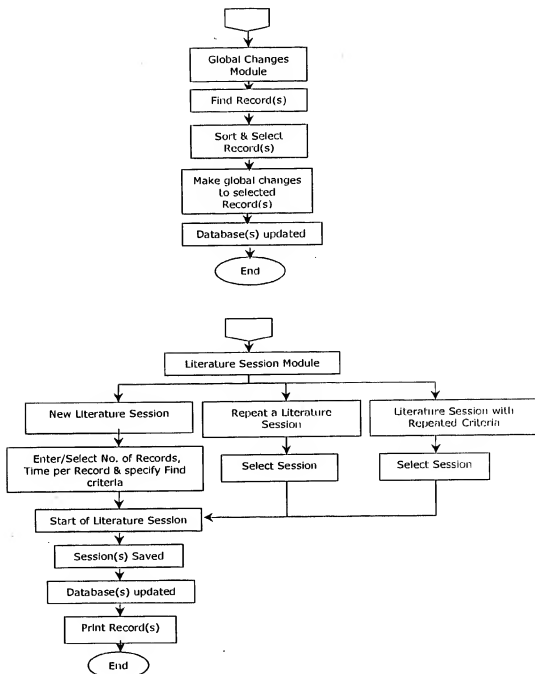 Global Changes
Module
Find Record(s)
Sort & Select
Record(s)
Make global changes
to selected
Record(s)
Database(s) updated
End
Literature Session Module
New Literature Session
Repeat a Literature
Session
Literature Session with
Repeated Criteria
Enter/Select No. of Records,
Time per Record & specify Find
criteria
Select Session
Select Session
Start of Literature Session
Session(s) Saved
Database(s) updated
Print Record(s)
End